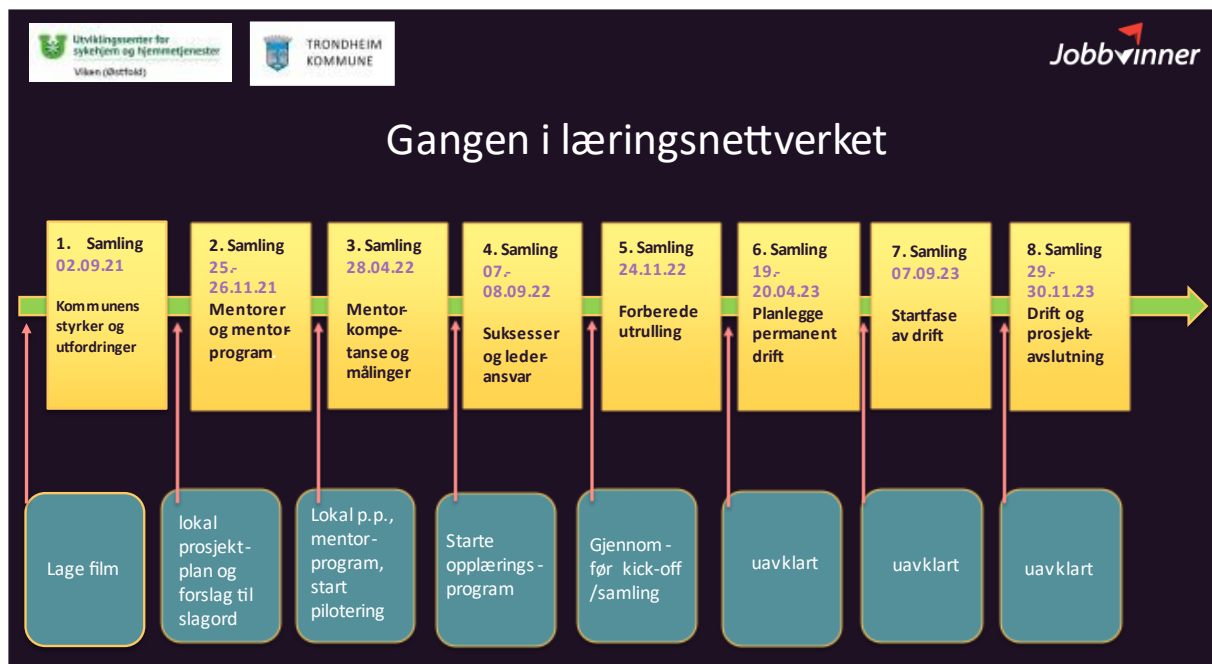 Utviklingssenter for
sykehjem og hjemmetjenester
Viken (Østfold)
TRONDHEIM
KOMMUNE
Jobbvinner
Gangen i læringsnettverket
1. Samling
02.09.21
Kommunens
styrker og
utfordringer
2. Samling
25.-
26.11.21
Mentorer
og mentor-
program.
3. Samling
28.04.22
Mentor-
kompe-
tanse og
målinger
4. Samling
07.-
08.09.22
Suksesser
og leder-
ansvar
5. Samling
24.11.22
Forberede
utrulling
6. Samling
19.-
20.04.23
Planlegge
permanent
drift
7. Samling
07.09.23
Startfase
av drift
8. Samling
29.-
30.11.23
Drift og
prosjekt-
avslutning
Lage film
lokal
prosjekt-
plan og
forslag til
slagord
Lokal p.p.,
mentor-
program,
start
pilotering
Starte
opplærings-
program
Gjennom-
før kick-off
/samling
uavklart
uavklart
uavklart